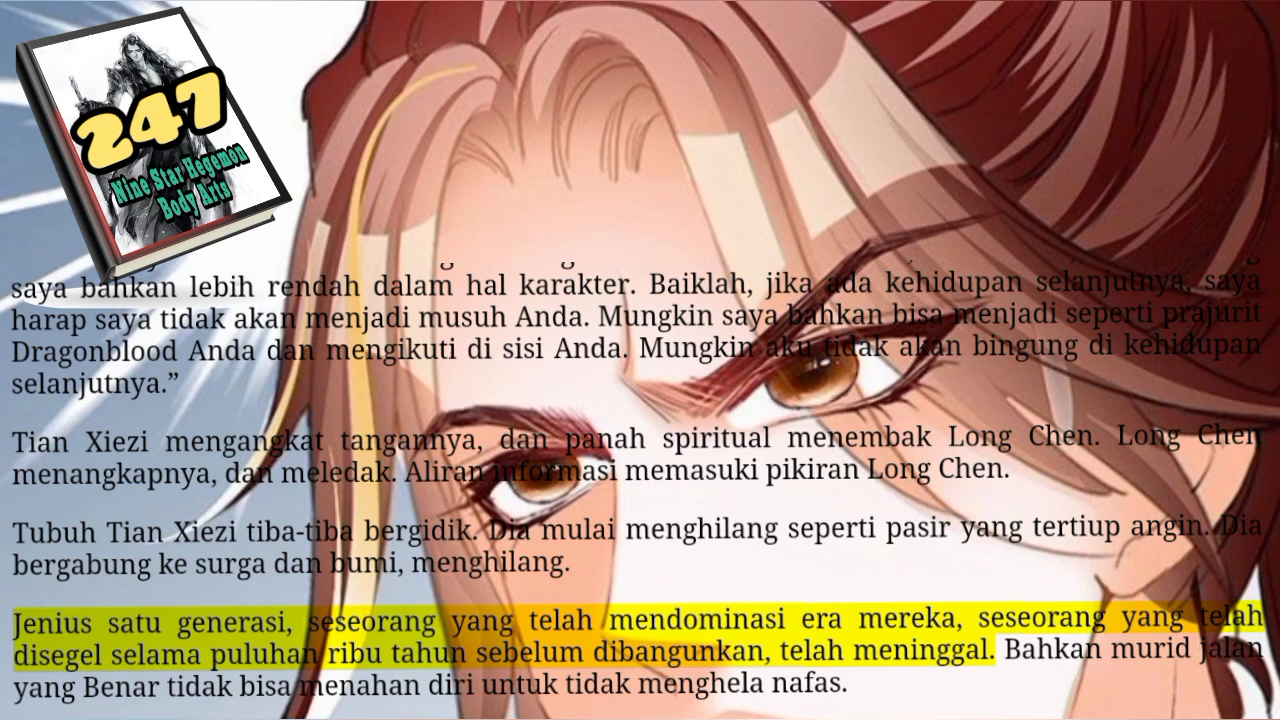 247
Nine Star Hegemon
Body Arts
saya bahkan lebih rendah dalam hal karakter. Baiklah, jika ada kehidupan selanjutnya, saya
harap saya tidak akan menjadi musuh Anda. Mungkin saya bahkan bisa menjadi seperti prajurit
Dragonblood Anda dan mengikuti di sisi Anda. Mungkin aku tidak akan bingung di kehidupan
selanjutnya.”
Tian Xiezi mengangkat tangannya, dan panah spiritual menembak Long Chen. Long Chen
menangkapnya, dan meledak. Aliran informasi memasuki pikiran Long Chen.
Tubuh Tian Xiezi tiba-tiba bergidik. Dia mulai menghilang seperti pasir yang tertiup angin. Dia
bergabung ke surga dan bumi, menghilang.
Jenius satu generasi, seseorang yang telah mendominasi era mereka, seseorang yang telah
disegel selama puluhan ribu tahun sebelum dibangunkan, telah meninggal. Bahkan murid jalan
yang Benar tidak bisa menahan diri untuk tidak menghela nafas.